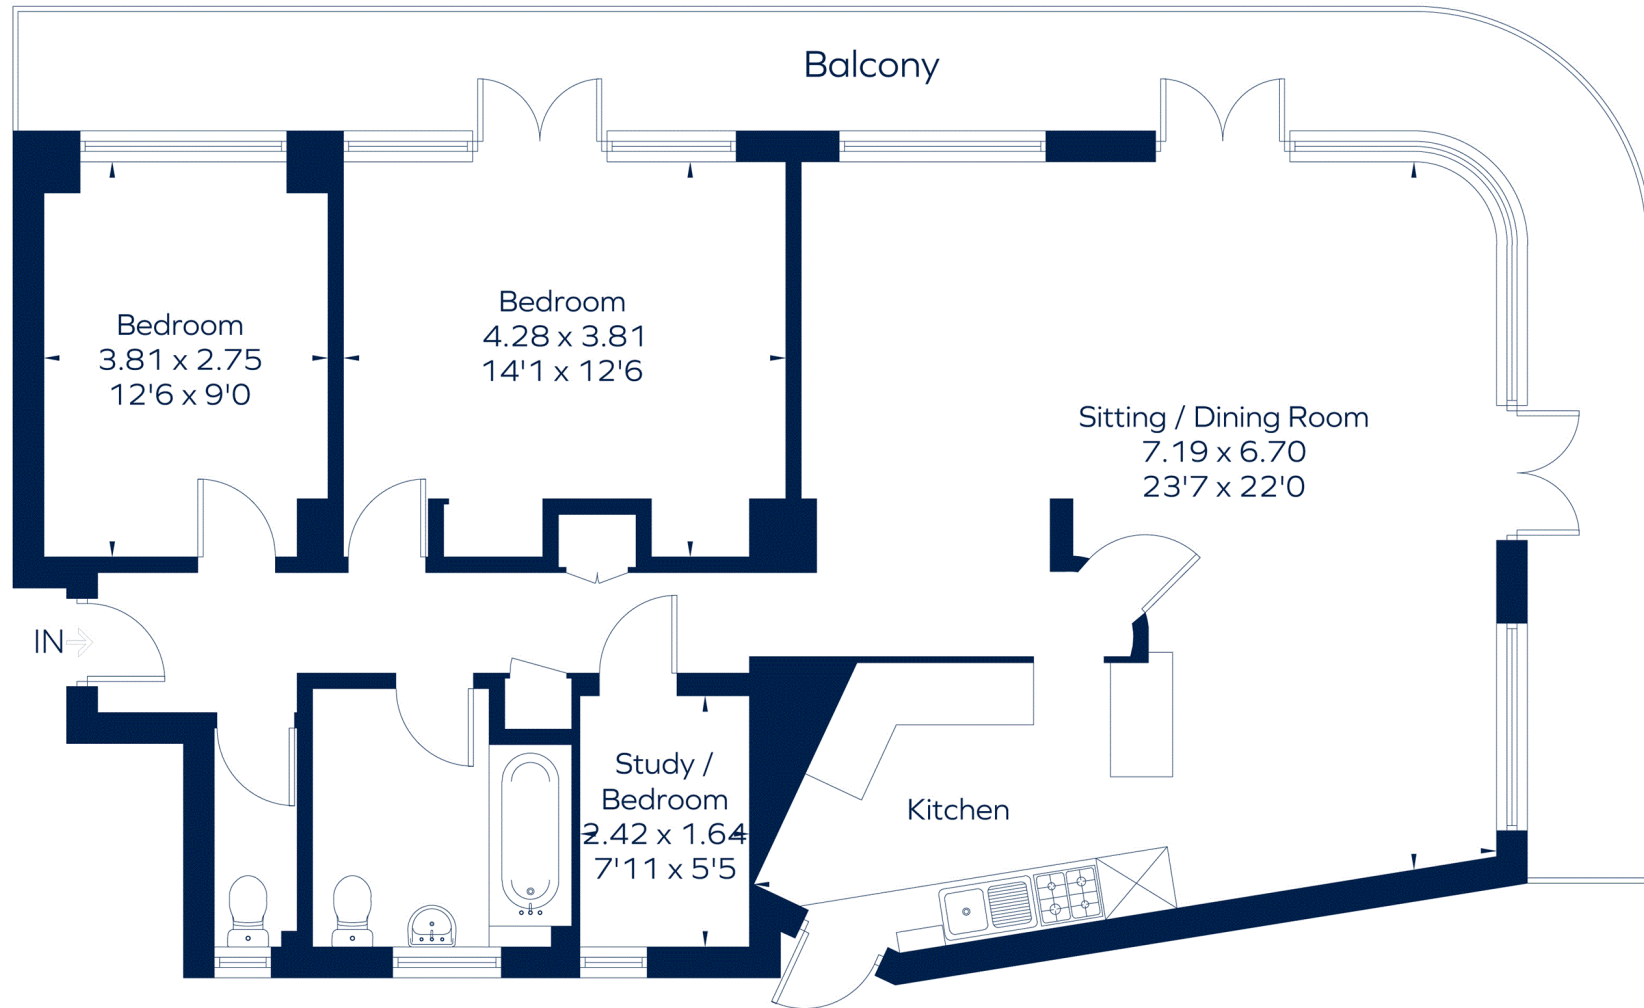 Balcony
Bedroom
3.81 x 2.75
12'6 x 9'0
Bedroom
4.28 x 3.81
14'1 x 12'6
Sitting / Dining Room
7.19 x 6.70
23'7 x 22'0
IN
Study /
Bedroom
2.42 x 1.64
7'11 x 5'5
Kitchen